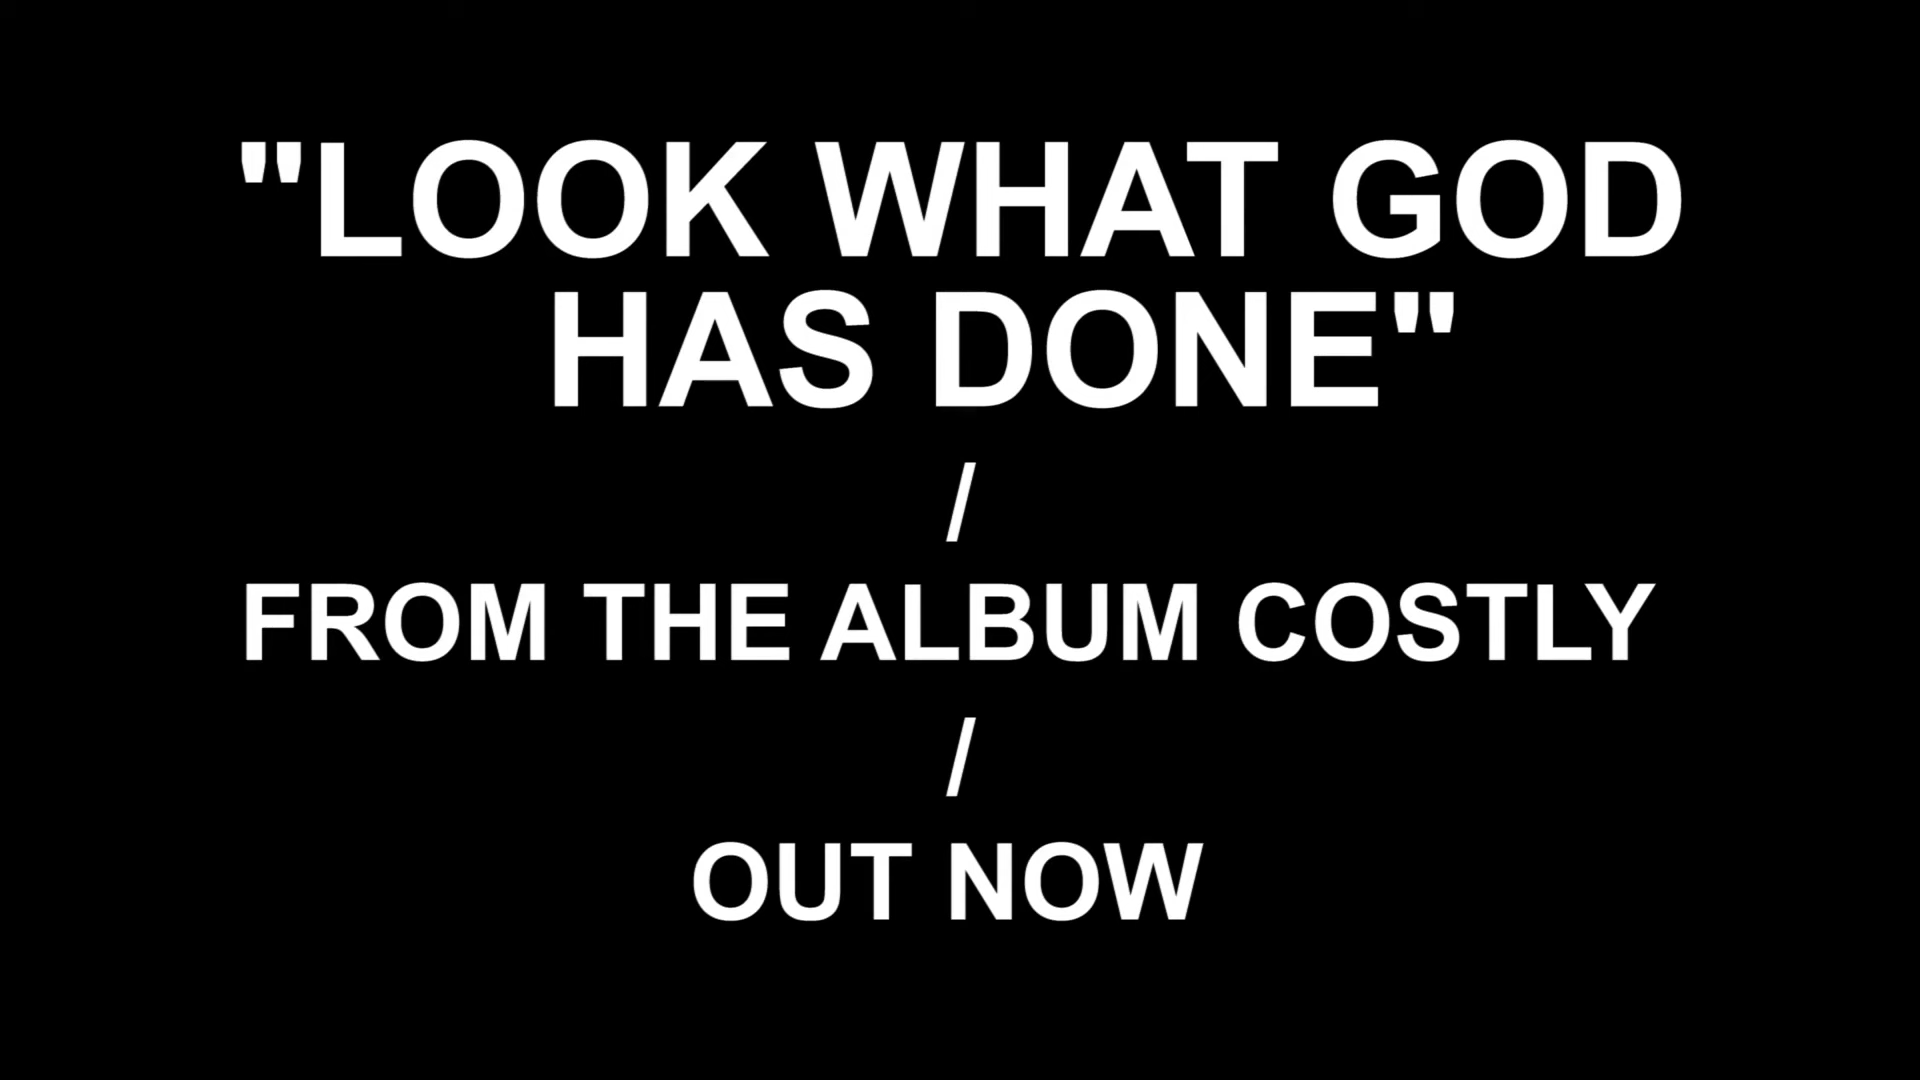 "LOOK WHAT GOD
HAS DONE"
/
FROM THE ALBUM COSTLY
/
OUT NOW